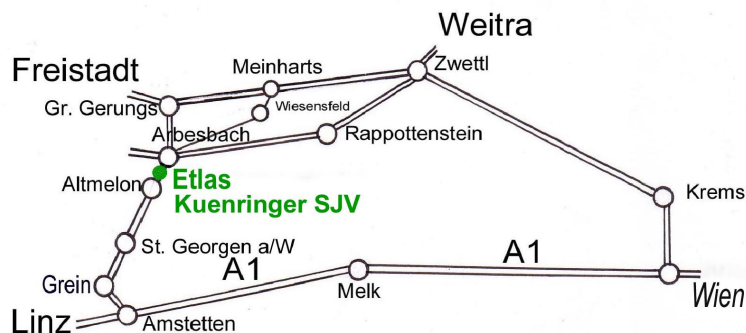 Weitra
Zwettl
Freistadt
Meinharts
Gr. Gerungs
Wiesensfeld
Arbesbach
Rappottenstein
Etlas
Altmelon
Kuenringer SJV
Krems
St. Georgen a/W
A1
A1
Grein
Melk
Wien
Linz
Amstetten